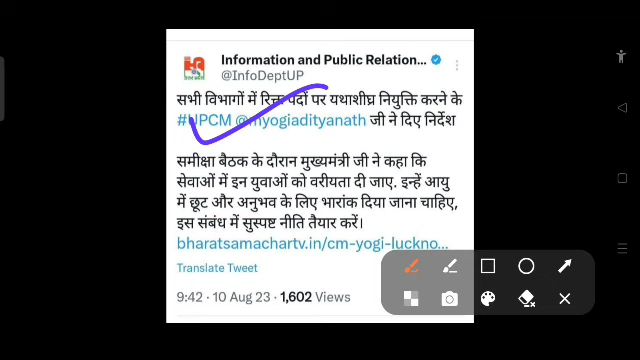 Information and Public Relation...
@InfoDeptUP
सभी विभागों में रिक्त पदों पर यथाशीघ्र नियुक्ति करने के
#UPCM @myogiadityanath जी ने दिए निर्देश
समीक्षा बैठक के दौरान मुख्यमंत्री जी ने कहा कि
सेवाओं में इन युवाओं को वरीयता दी जाए. इन्हें आयु
में छूट और अनुभव के लिए भारांक दिया जाना चाहिए,
इस संबंध में सुस्पष्ट नीति तैयार करें।
bharatsamachartv.in/cm-yogi-luckno...
Translate Tweet
9:42 · 10 Aug 23 · 1,602 Views